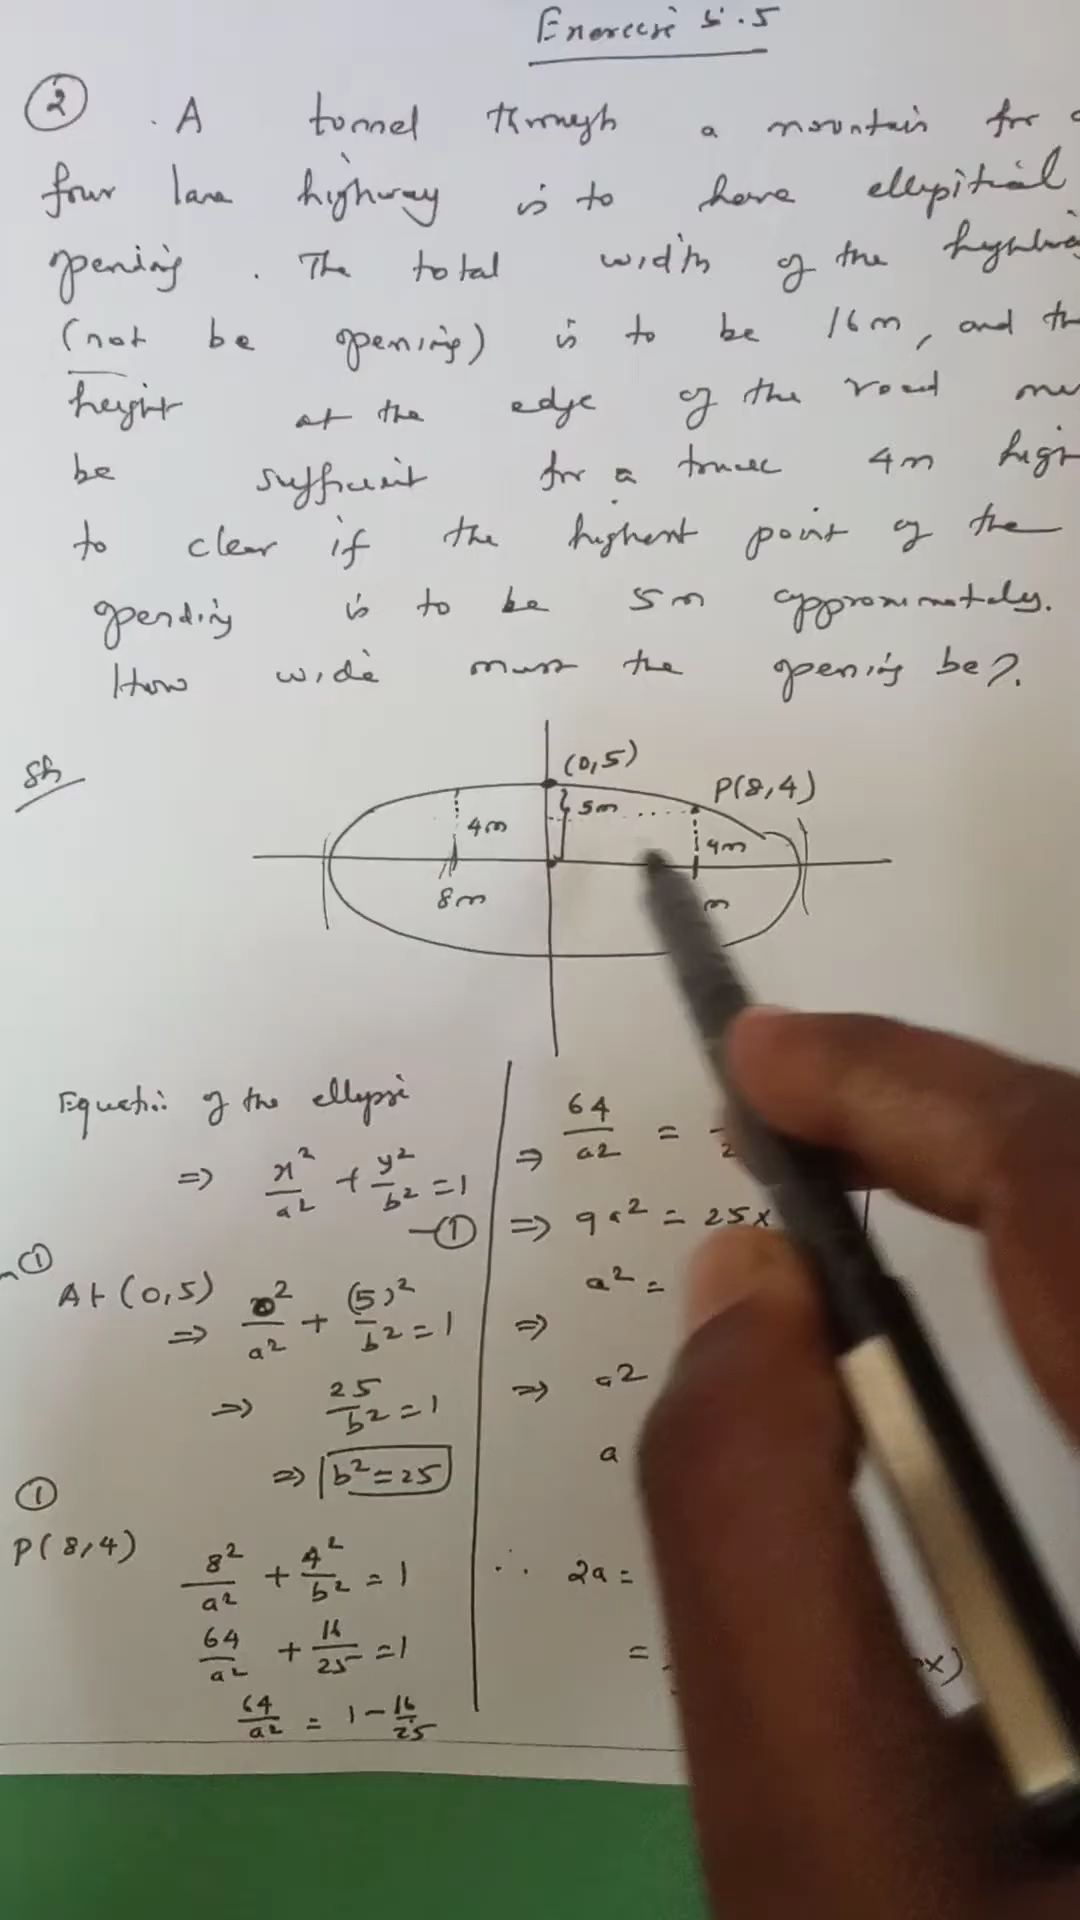 Exercise 5.5
② A tunnel through a mountain for a
four lane highway is to have elliptical
opening. The total width of the highway
(not be opening) is to be 16m, and the
height at the edge of the road
be sufficient for a truck 4m high
to clear if the highest point of the
opening is to be 5m approximately.
How wide must the opening be?
Sh
(0,5)
P(8,4)
5m
4m
4m
8m
m
Equati: of the ellipse
⇒ x²/a² + y²/b² = 1
—①
①
At (0,5)
⇒ 0²/a² + (5)²/b² = 1
⇒ 25/b² = 1
⇒ b² = 25
①
P(8,4)
8²/a² + 4²/b² = 1
64/a² + 16/25 = 1
64/a² = 1 - 16/25
⇒ 64/a² =
⇒ 9a² = 25x
a² =
⇒
⇒ a²
a
∴ 2a =
=
x)